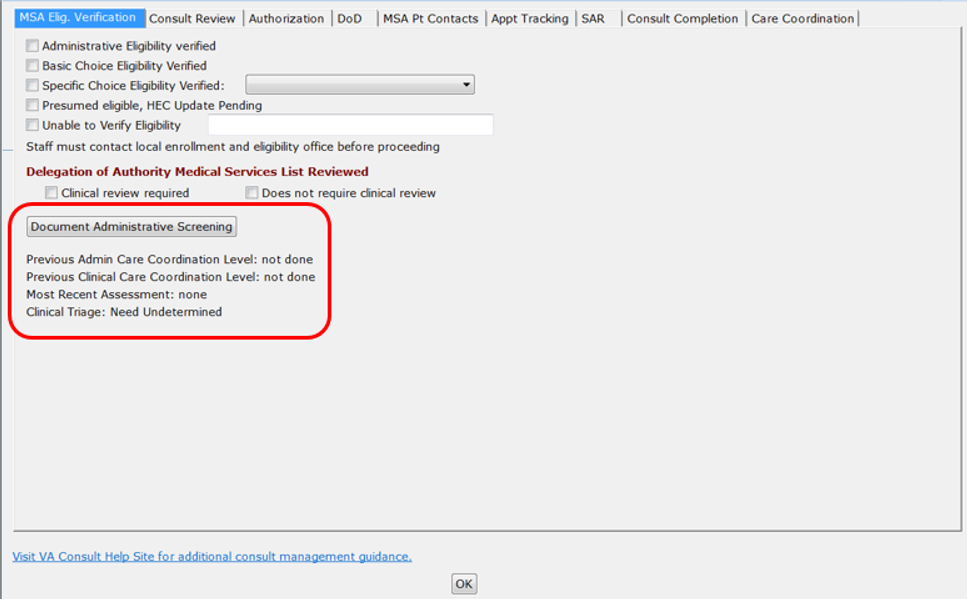 MSA Elig. Verification Consult Review Authorization DoD MSA Pt Contacts Appt Tracking SAR Consult Completion Care Coordination
Administrative Eligibility verified
Basic Choice Eligibility Verified
Specific Choice Eligibility Verified:
Presumed eligible, HEC Update Pending
Unable to Verify Eligibility
Staff must contact local enrollment and eligibility office before proceeding
Delegation of Authority Medical Services List Reviewed
Clinical review required Does not require clinical review
Document Administrative Screening
Previous Admin Care Coordination Level: not done
Previous Clinical Care Coordination Level: not done
Most Recent Assessment: none
Clinical Triage: Need Undetermined
Visit VA Consult Help Site for additional consult management guidance.
OK